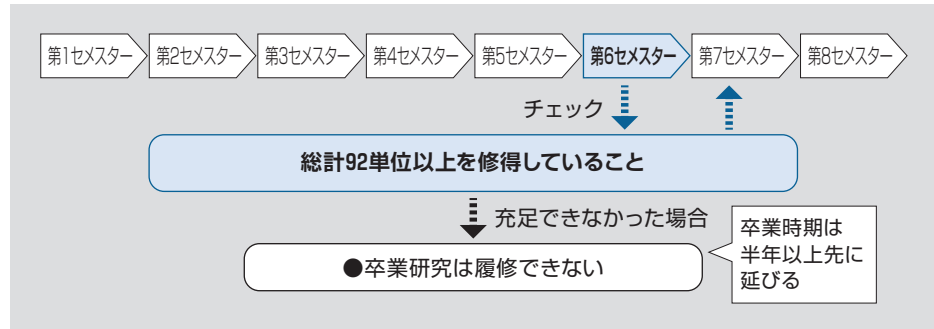 第1セメスター 第2セメスター 第3セメスター 第4セメスター 第5セメスター 第6セメスター 第7セメスター 第8セメスター
チェック
総計92単位以上を修得していること
充足できなかった場合
●卒業研究は履修できない
卒業時期は
半年以上先に
延びる